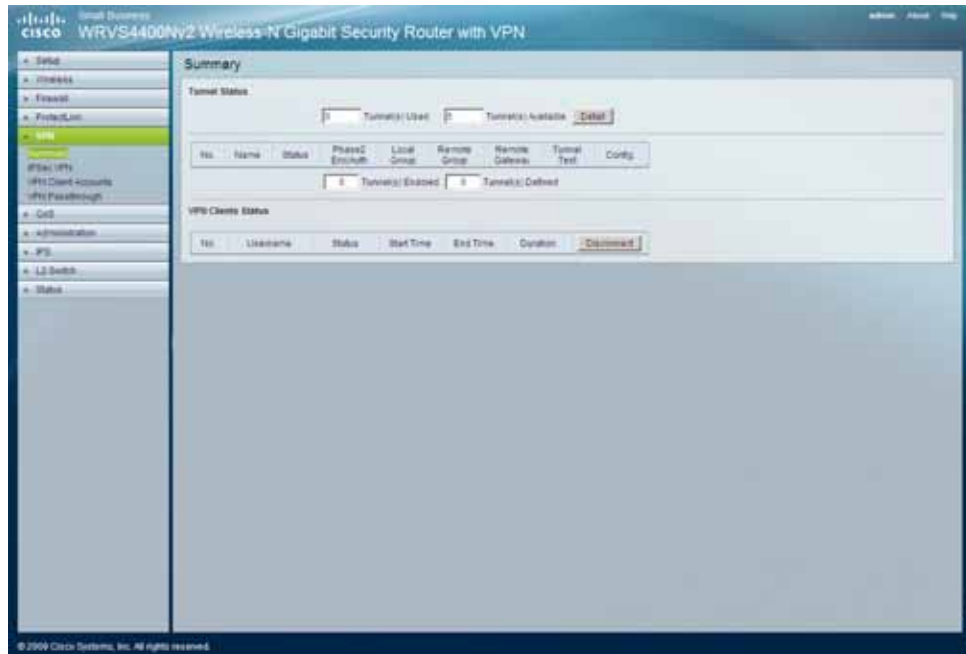 Small Business
cisco WRVS4400Nv2 Wireless-N Gigabit Security Router with VPN
admin About Help
Setup
Wireless
Firewall
ProtectLink
VPN
Summary
IPSec VPN
VPN Client Accounts
VPN Passthrough
QoS
Administration
IPS
L2 Switch
Status
Summary
Tunnel Status
Tunnel(s) Used Tunnel(s) Available Detail
No. Name Status Phase2 Enc/Auth Local Group Remote Group Remote Gateway Tunnel Test Config.
0 Tunnel(s) Enabled 0 Tunnel(s) Defined
VPN Clients Status
No. Username Status Start Time End Time Duration Disconnect
© 2009 Cisco Systems, Inc. All rights reserved.